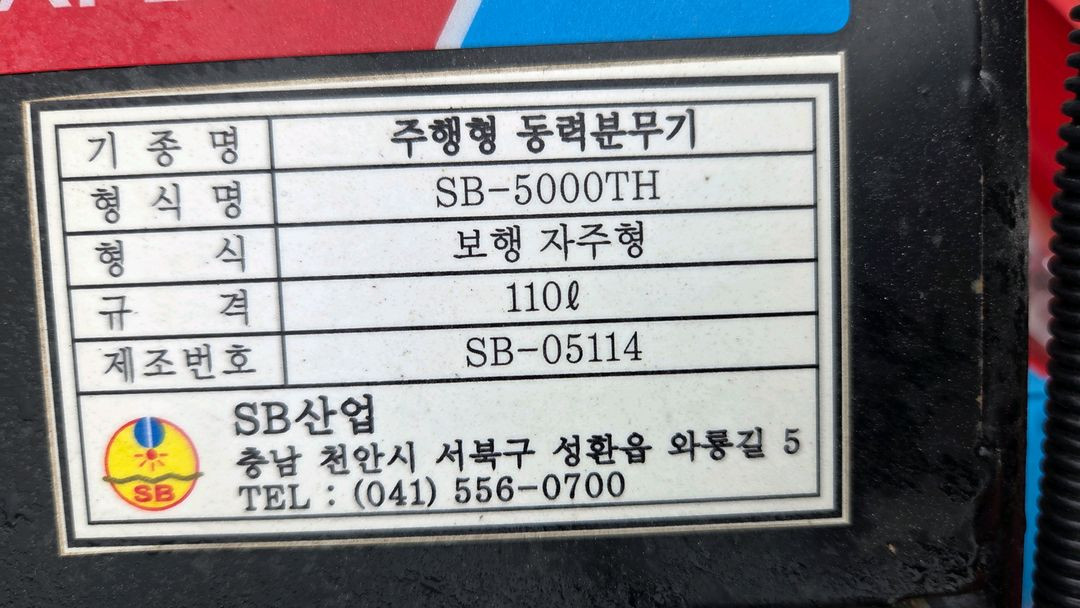 기 종 명 주행형 동력분무기
형 식 명 SB-5000TH
형 식 보행 자주형
규 격 110ℓ
제조번호 SB-05114
SB산업
SB
충남 천안시 서북구 성환읍 와룡길 5
TEL : (041) 556-0700